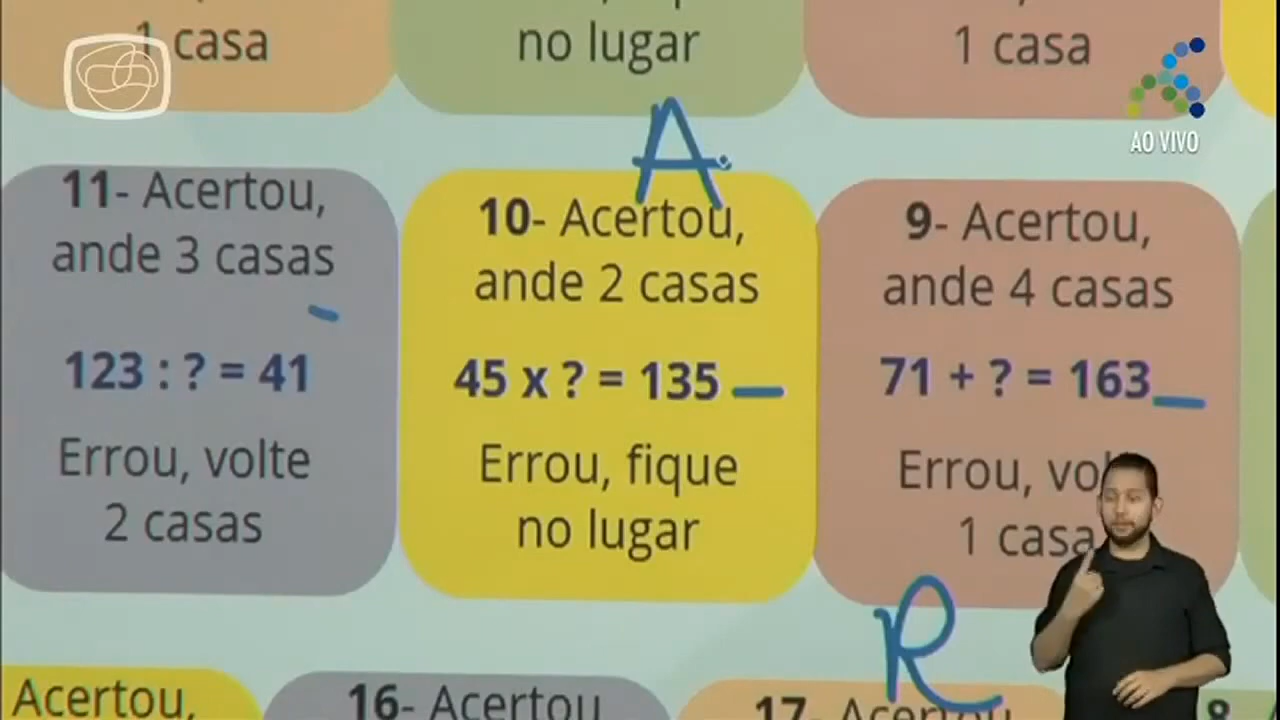 1 casa
no lugar
1 casa
AO VIVO
A
11- Acertou,
ande 3 casas
123 : ? = 41
Errou, volte
2 casas
10- Acertou,
ande 2 casas
45 x ? = 135
Errou, fique
no lugar
9- Acertou,
ande 4 casas
71 + ? = 163
Errou,
1 casa
R
Acertou,
16- Acertou
17- Acertou